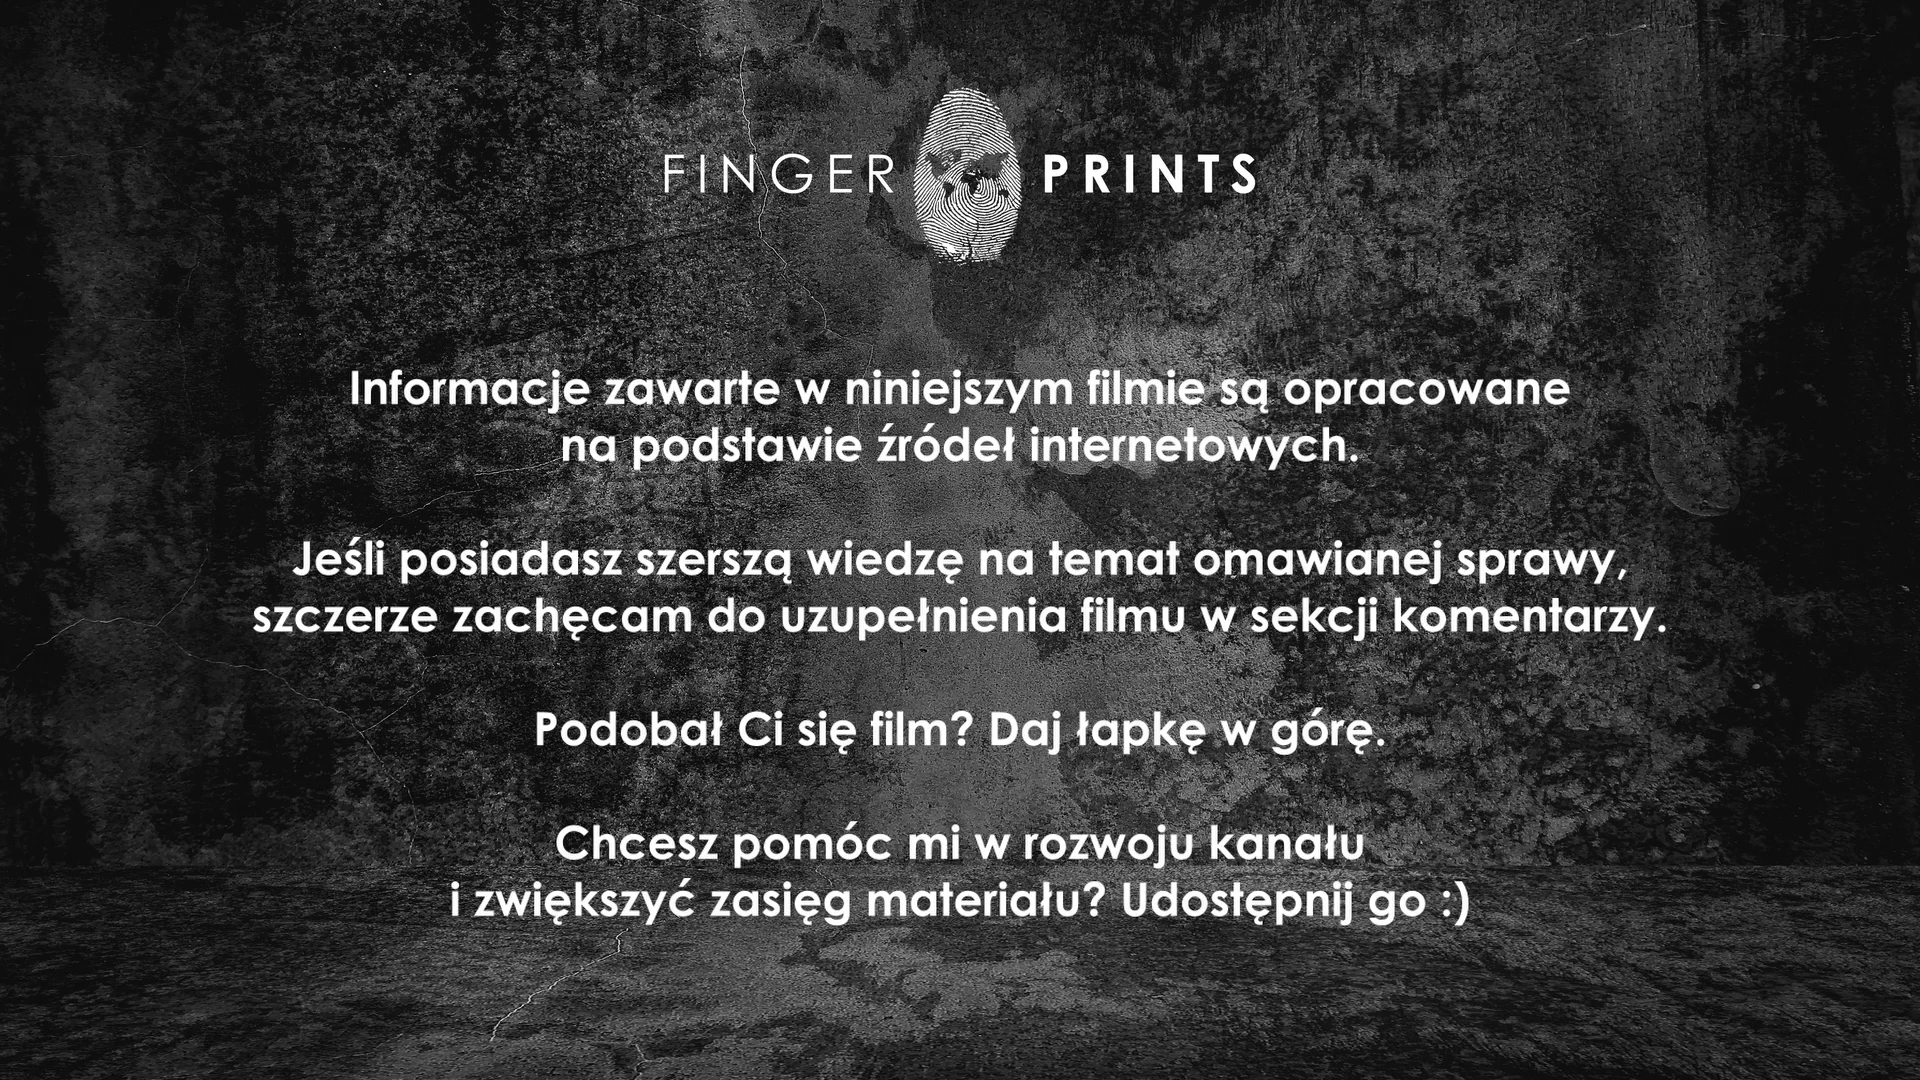 FINGER PRINTS
Informacje zawarte w niniejszym filmie są opracowane
na podstawie źródeł internetowych.
Jeśli posiadasz szerszą wiedzę na temat omawianej sprawy,
szczerze zachęcam do uzupełnienia filmu w sekcji komentarzy.
Podobał Ci się film? Daj łapkę w górę.
Chcesz pomóc mi w rozwoju kanału
i zwiększyć zasięg materiału? Udostępnij go :)